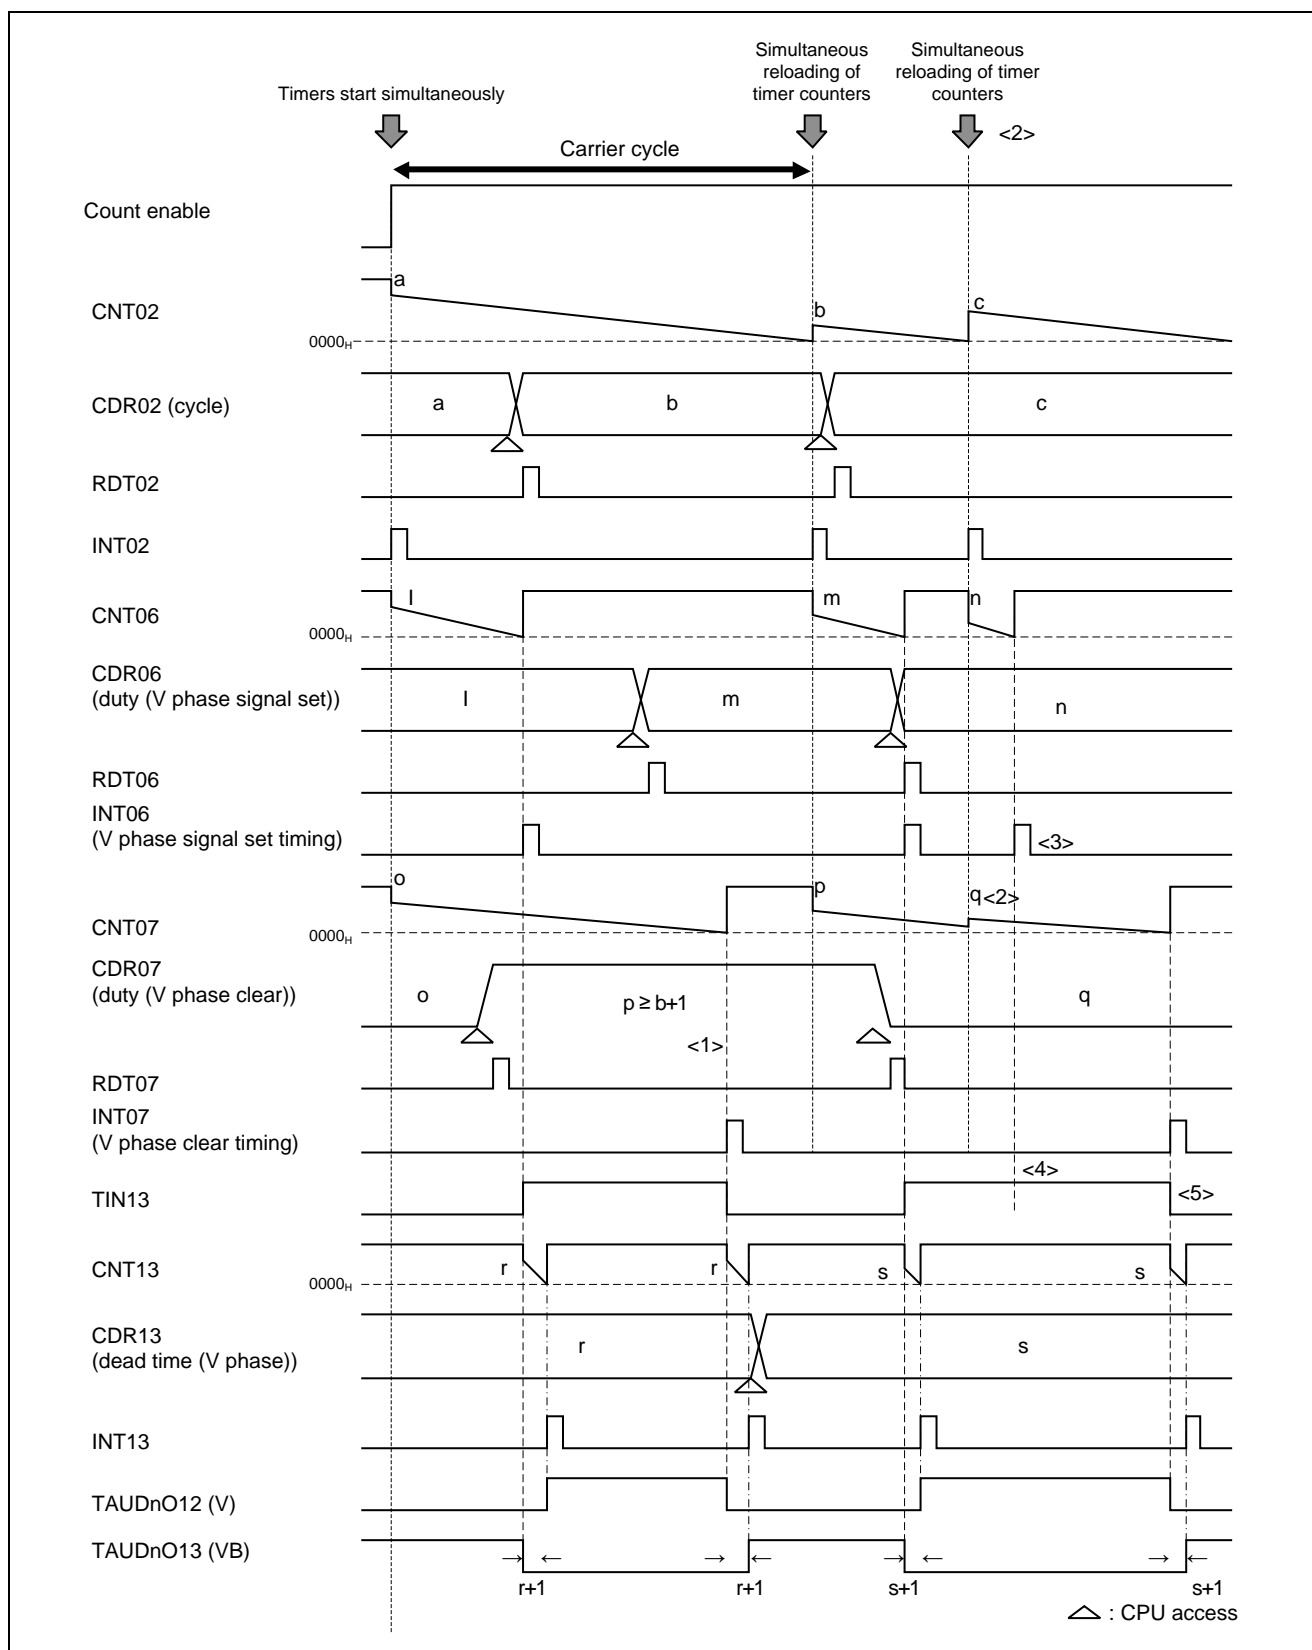 Simultaneous
reloading of
timer counters
Simultaneous
reloading of timer
counters
Timers start simultaneously
<2>
Carrier cycle
Count enable
a
b
c
CNT02
0000H
CDR02 (cycle)
a
b
c
RDT02
INT02
l
m
n
CNT06
0000H
CDR06
(duty (V phase signal set))
l
m
n
RDT06
INT06
(V phase signal set timing)
<3>
o
p
q<2>
CNT07
0000H
CDR07
(duty (V phase clear))
o
p ≥ b+1
q
<1>
RDT07
INT07
(V phase clear timing)
<4>
TIN13
<5>
CNT13
r
r
s
s
0000H
CDR13
(dead time (V phase))
r
s
INT13
TAUDnO12 (V)
TAUDnO13 (VB)
→ ←
→ ←
→ ←
→ ←
r+1
r+1
s+1
s+1
△ : CPU access